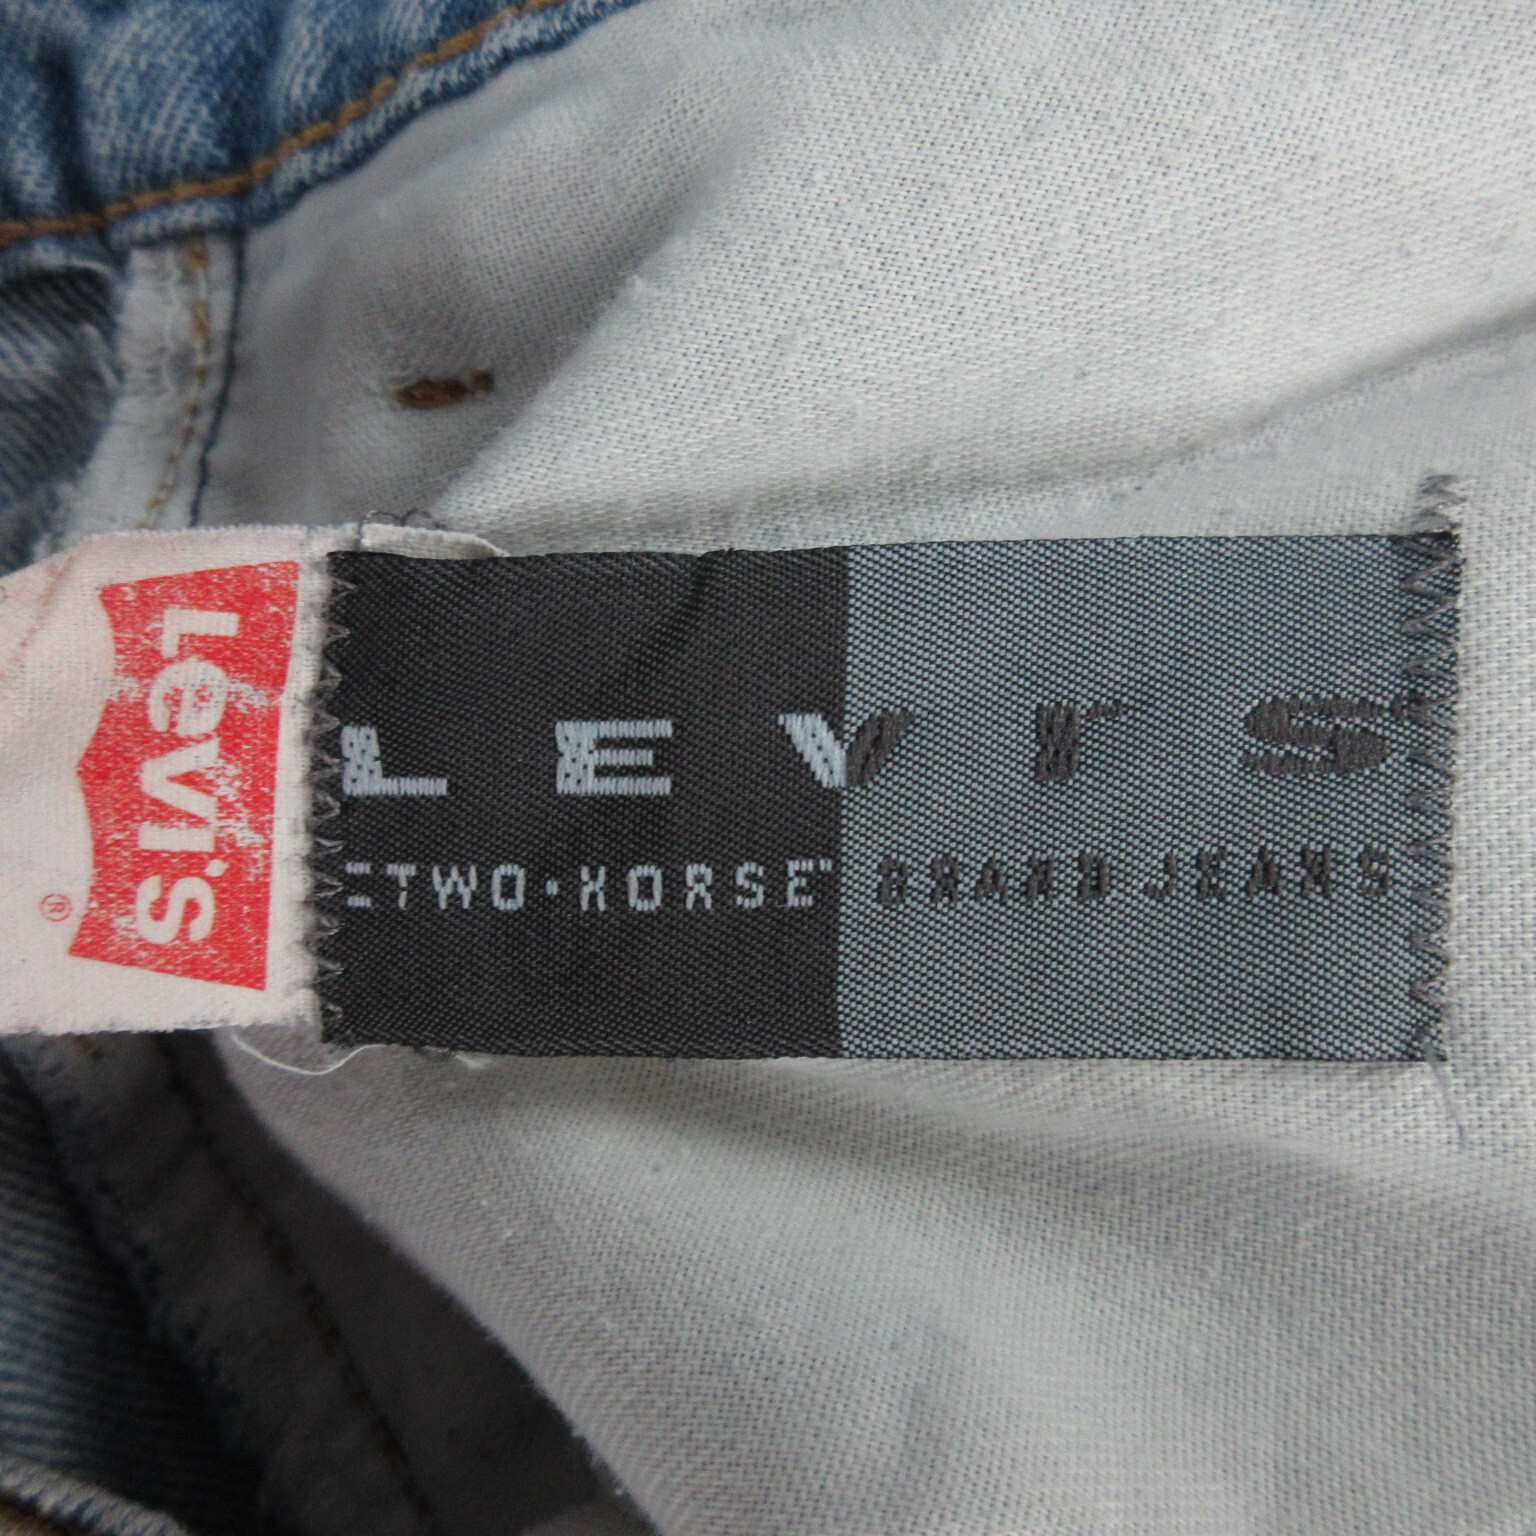 Levi's
®
LEVI'S
"TWO·HORSE" BRAND JEANS